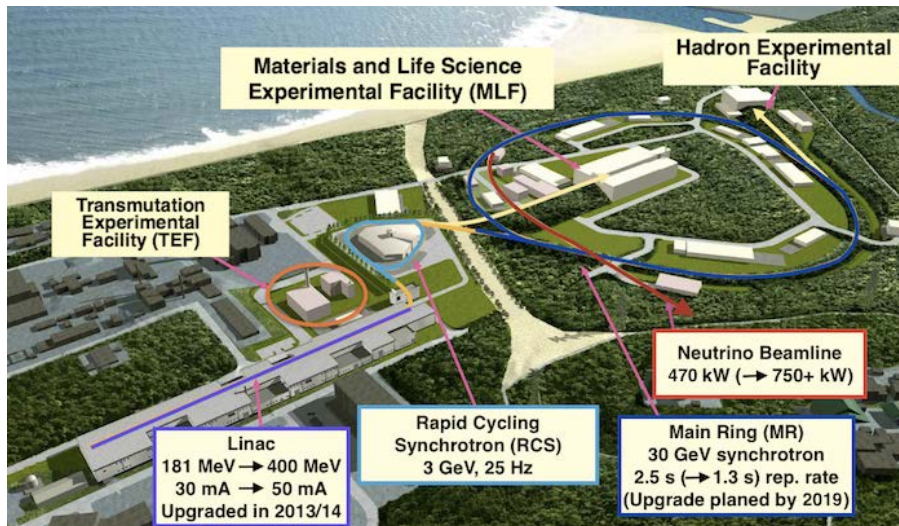 Materials and Life Science
Experimental Facility (MLF)
Hadron Experimental
Facility
Transmutation
Experimental
Facility (TEF)
Neutrino Beamline
470 kW (→ 750+ kW)
Linac
181 MeV → 400 MeV
30 mA → 50 mA
Upgraded in 2013/14
Rapid Cycling
Synchrotron (RCS)
3 GeV, 25 Hz
Main Ring (MR)
30 GeV synchrotron
2.5 s (→1.3 s) rep. rate
(Upgrade planed by 2019)